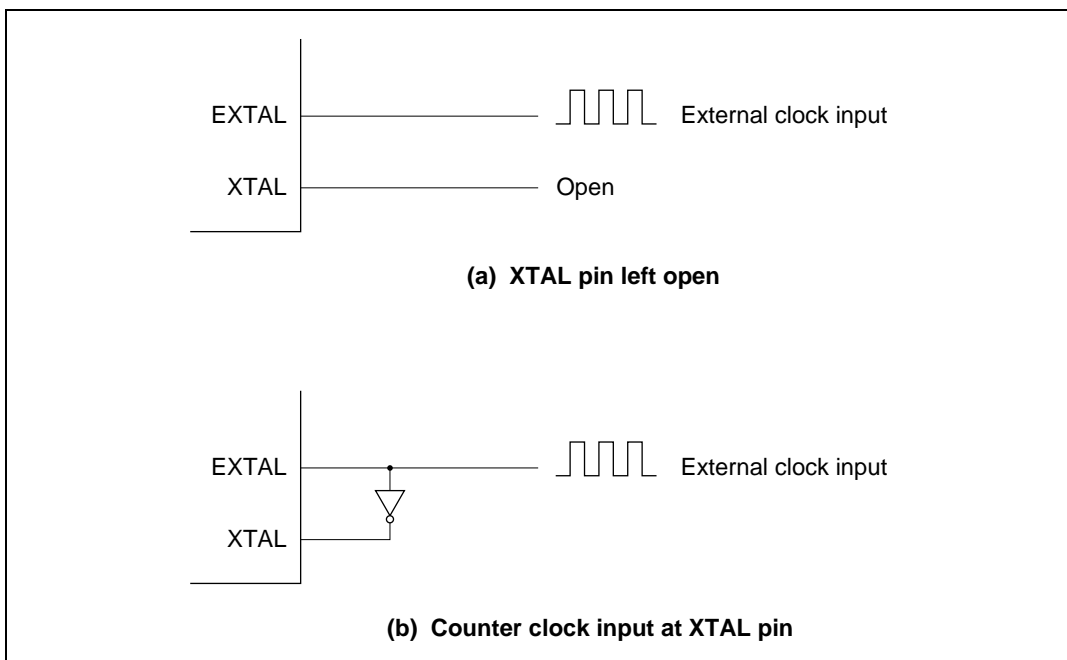 EXTAL External clock input
XTAL Open
(a) XTAL pin left open
EXTAL External clock input
XTAL
(b) Counter clock input at XTAL pin